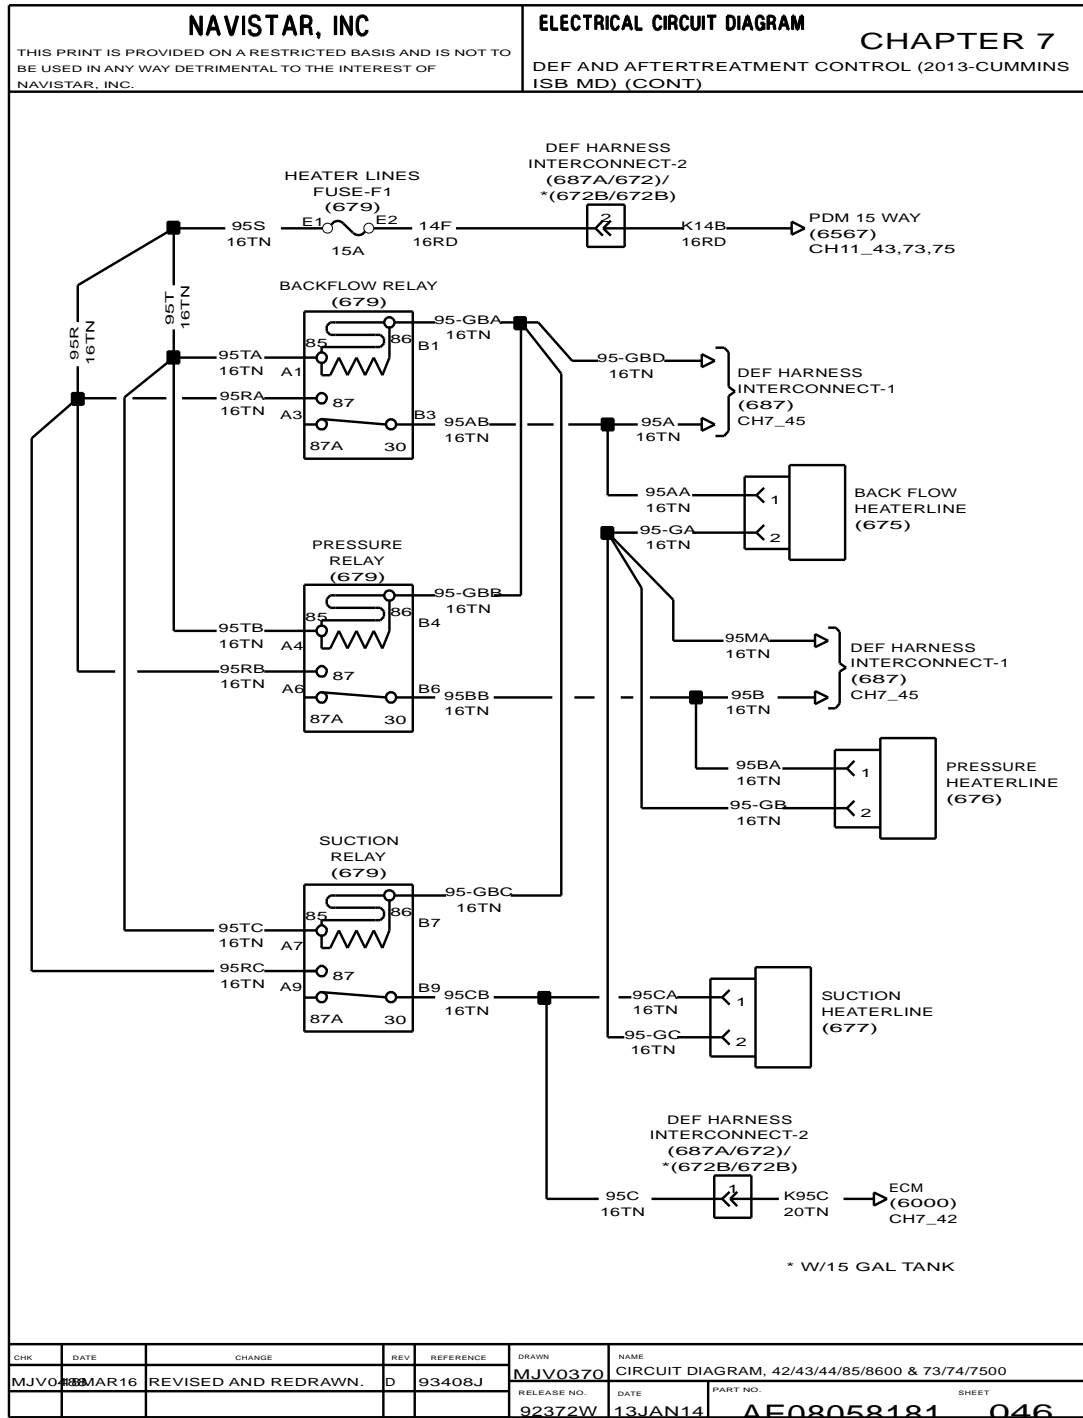 NAVISTAR, INC
THIS PRINT IS PROVIDED ON A RESTRICTED BASIS AND IS NOT TO
BE USED IN ANY WAY DETRIMENTAL TO THE INTEREST OF
NAVISTAR, INC.
ELECTRICAL CIRCUIT DIAGRAM
CHAPTER 7
DEF AND AFTERTREATMENT CONTROL (2013-CUMMINS
ISB MD) (CONT)
DEF HARNESS
INTERCONNECT-2
(687A/672)/
*(672B/672B)
HEATER LINES
FUSE-F1
(679)
95S
16TN
E1
E2
15A
14F
16RD
2
K14B
16RD
PDM 15 WAY
(6567)
CH11_43,73,75
95R
16TN
95T
16TN
BACKFLOW RELAY
(679)
85
86
95TA
16TN
A1
95RA
16TN
A3
87
87A
30
95-GBA
16TN
B1
B3
95AB
16TN
95-GBD
16TN
95A
16TN
DEF HARNESS
INTERCONNECT-1
(687)
CH7_45
95AA
16TN
95-GA
16TN
1
2
BACK FLOW
HEATERLINE
(675)
PRESSURE
RELAY
(679)
85
86
95TB
16TN
A4
95RB
16TN
A6
87
87A
30
95-GBB
16TN
B4
B6
95BB
16TN
95MA
16TN
95B
16TN
DEF HARNESS
INTERCONNECT-1
(687)
CH7_45
95BA
16TN
95-GB
16TN
1
2
PRESSURE
HEATERLINE
(676)
SUCTION
RELAY
(679)
85
86
95TC
16TN
A7
95RC
16TN
A9
87
87A
30
95-GBC
16TN
B7
B9
95CB
16TN
95CA
16TN
95-GC
16TN
1
2
SUCTION
HEATERLINE
(677)
DEF HARNESS
INTERCONNECT-2
(687A/672)/
*(672B/672B)
95C
16TN
1
K95C
20TN
ECM
(6000)
CH7_42
* W/15 GAL TANK
CHK
DATE
CHANGE
REV
REFERENCE
MAR16
REVISED AND REDRAWN.
D
93408J
DRAWN
MJV0370
NAME
CIRCUIT DIAGRAM, 42/43/44/85/8600 & 73/74/7500
RELEASE NO.
92372W
DATE
13JAN14
PART NO.
AE08058181
SHEET
046